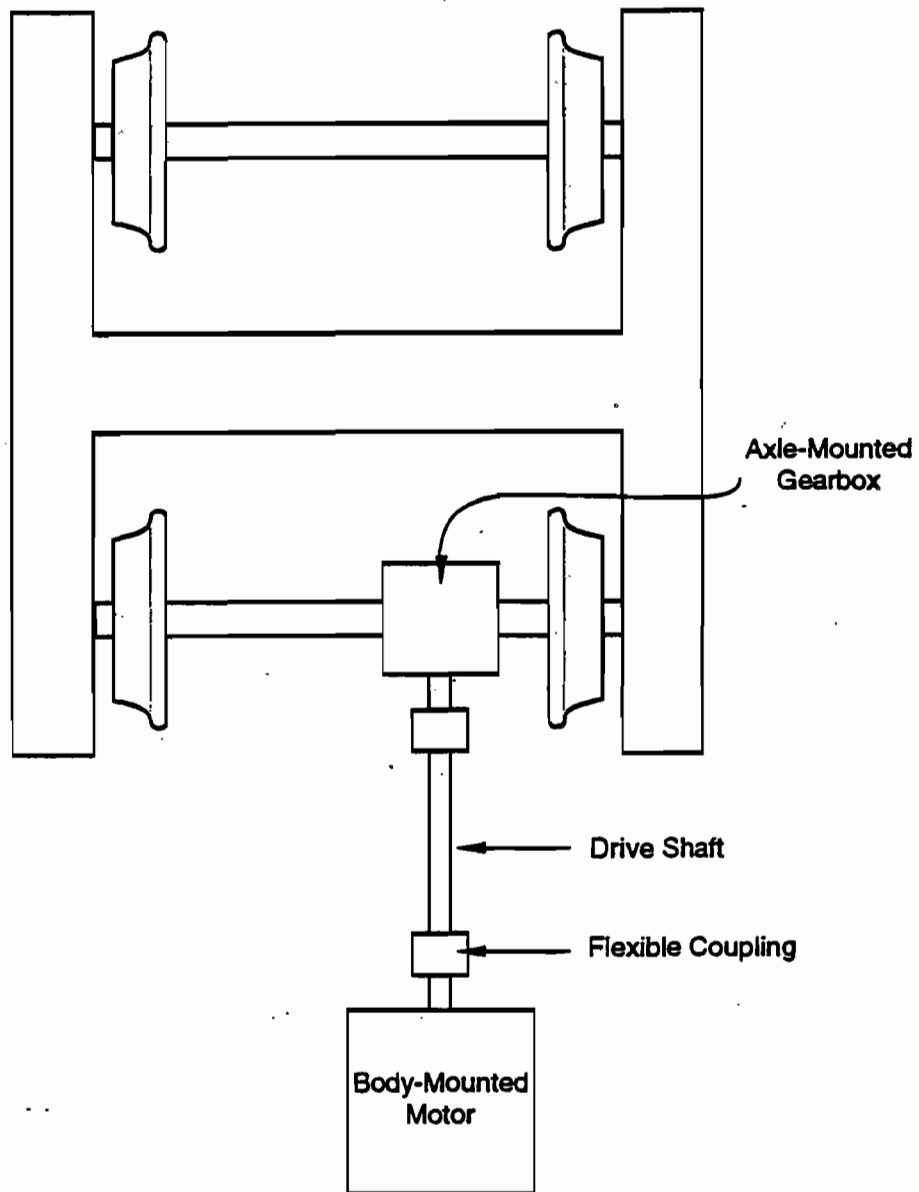 Axle-Mounted
Gearbox
Drive Shaft
Flexible Coupling
Body-Mounted
Motor